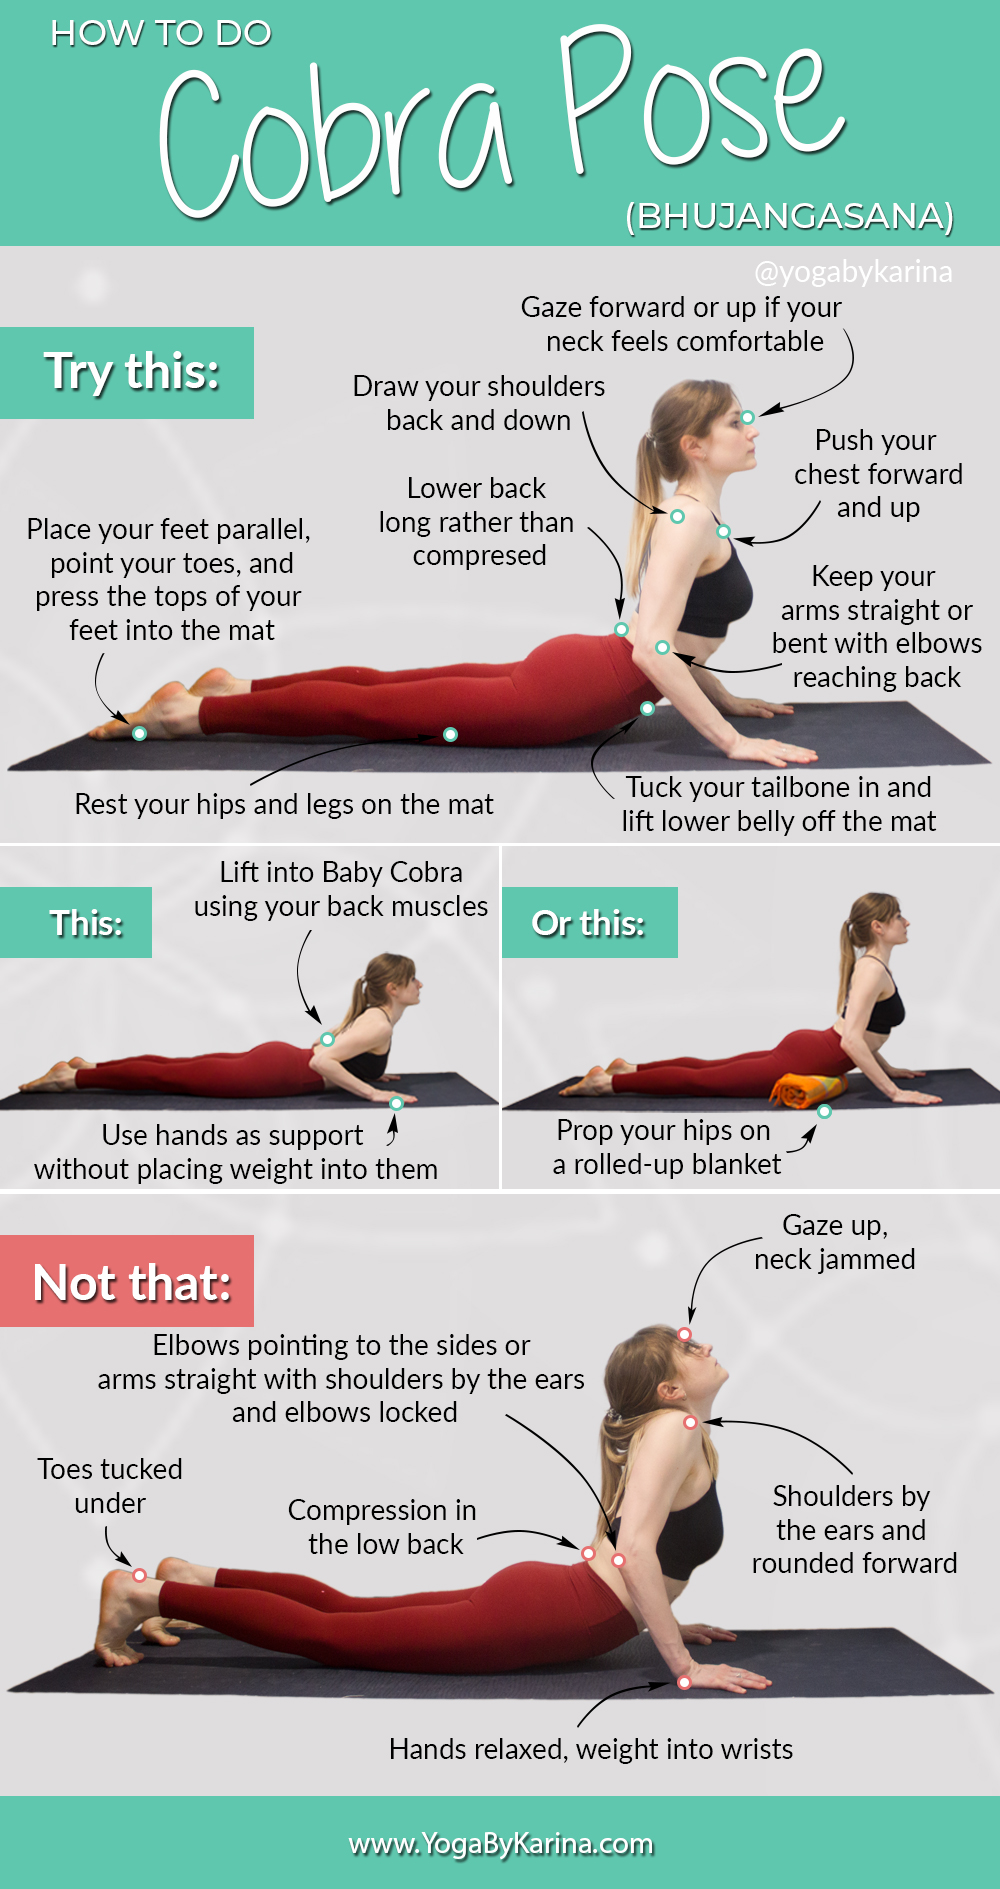 HOW TO DO
Cobra Pose
(BHUJANGASANA)
@yogabykarina
Try this:
Gaze forward or up if your
neck feels comfortable
Draw your shoulders
back and down
Push your
chest forward
and up
Lower back
long rather than
compresed
Place your feet parallel,
point your toes, and
press the tops of your
feet into the mat
Keep your
arms straight or
bent with elbows
reaching back
Rest your hips and legs on the mat
Tuck your tailbone in and
lift lower belly off the mat
This:
Lift into Baby Cobra
using your back muscles
Use hands as support
without placing weight into them
Or this:
Prop your hips on
a rolled-up blanket
Not that:
Gaze up,
neck jammed
Elbows pointing to the sides or
arms straight with shoulders by the ears
and elbows locked
Toes tucked
under
Compression in
the low back
Shoulders by
the ears and
rounded forward
Hands relaxed, weight into wrists
www.YogaByKarina.com